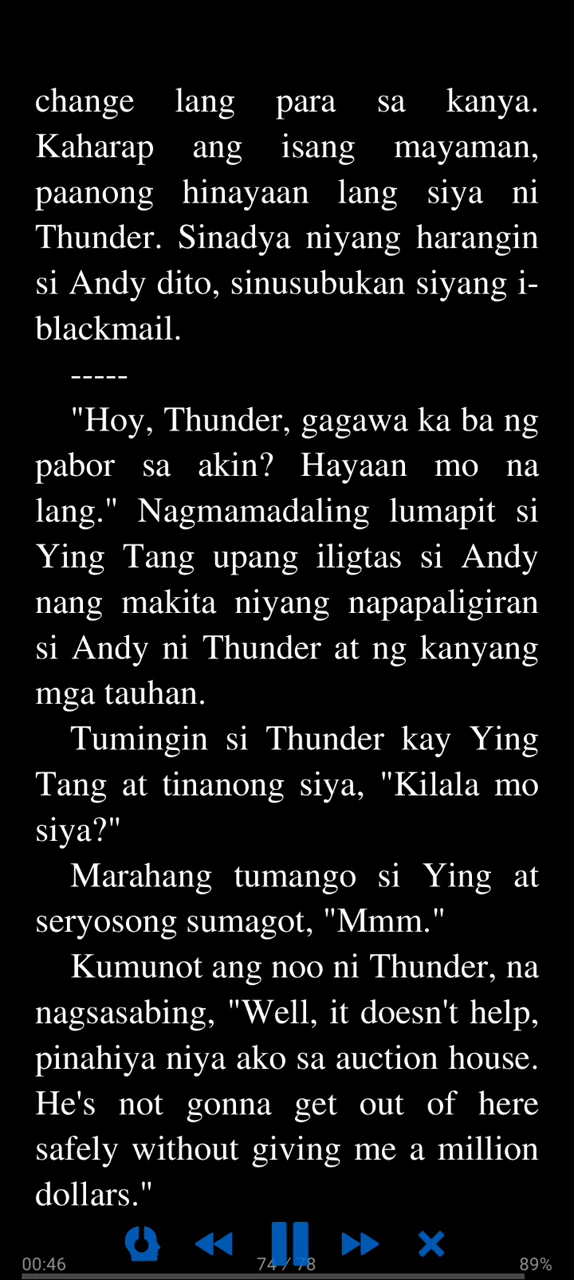 change lang para sa kanya.
Kaharap ang isang mayaman,
paanong hinayaan lang siya ni
Thunder. Sinadya niyang harangin
si Andy dito, sinusubukan siyang i-
blackmail.
-----
"Hoy, Thunder, gagawa ka ba ng
pabor sa akin? Hayaan mo na
lang." Nagmamadaling lumapit si
Ying Tang upang iligtas si Andy
nang makita niyang napapaligiran
si Andy ni Thunder at ng kanyang
mga tauhan.
Tumingin si Thunder kay Ying
Tang at tinanong siya, "Kilala mo
siya?"
Marahang tumango si Ying at
seryosong sumagot, "Mmm."
Kumunot ang noo ni Thunder, na
nagsasabing, "Well, it doesn't help,
pinahiya niya ako sa auction house.
He's not gonna get out of here
safely without giving me a million
dollars."
00:46 74 / 78 89%